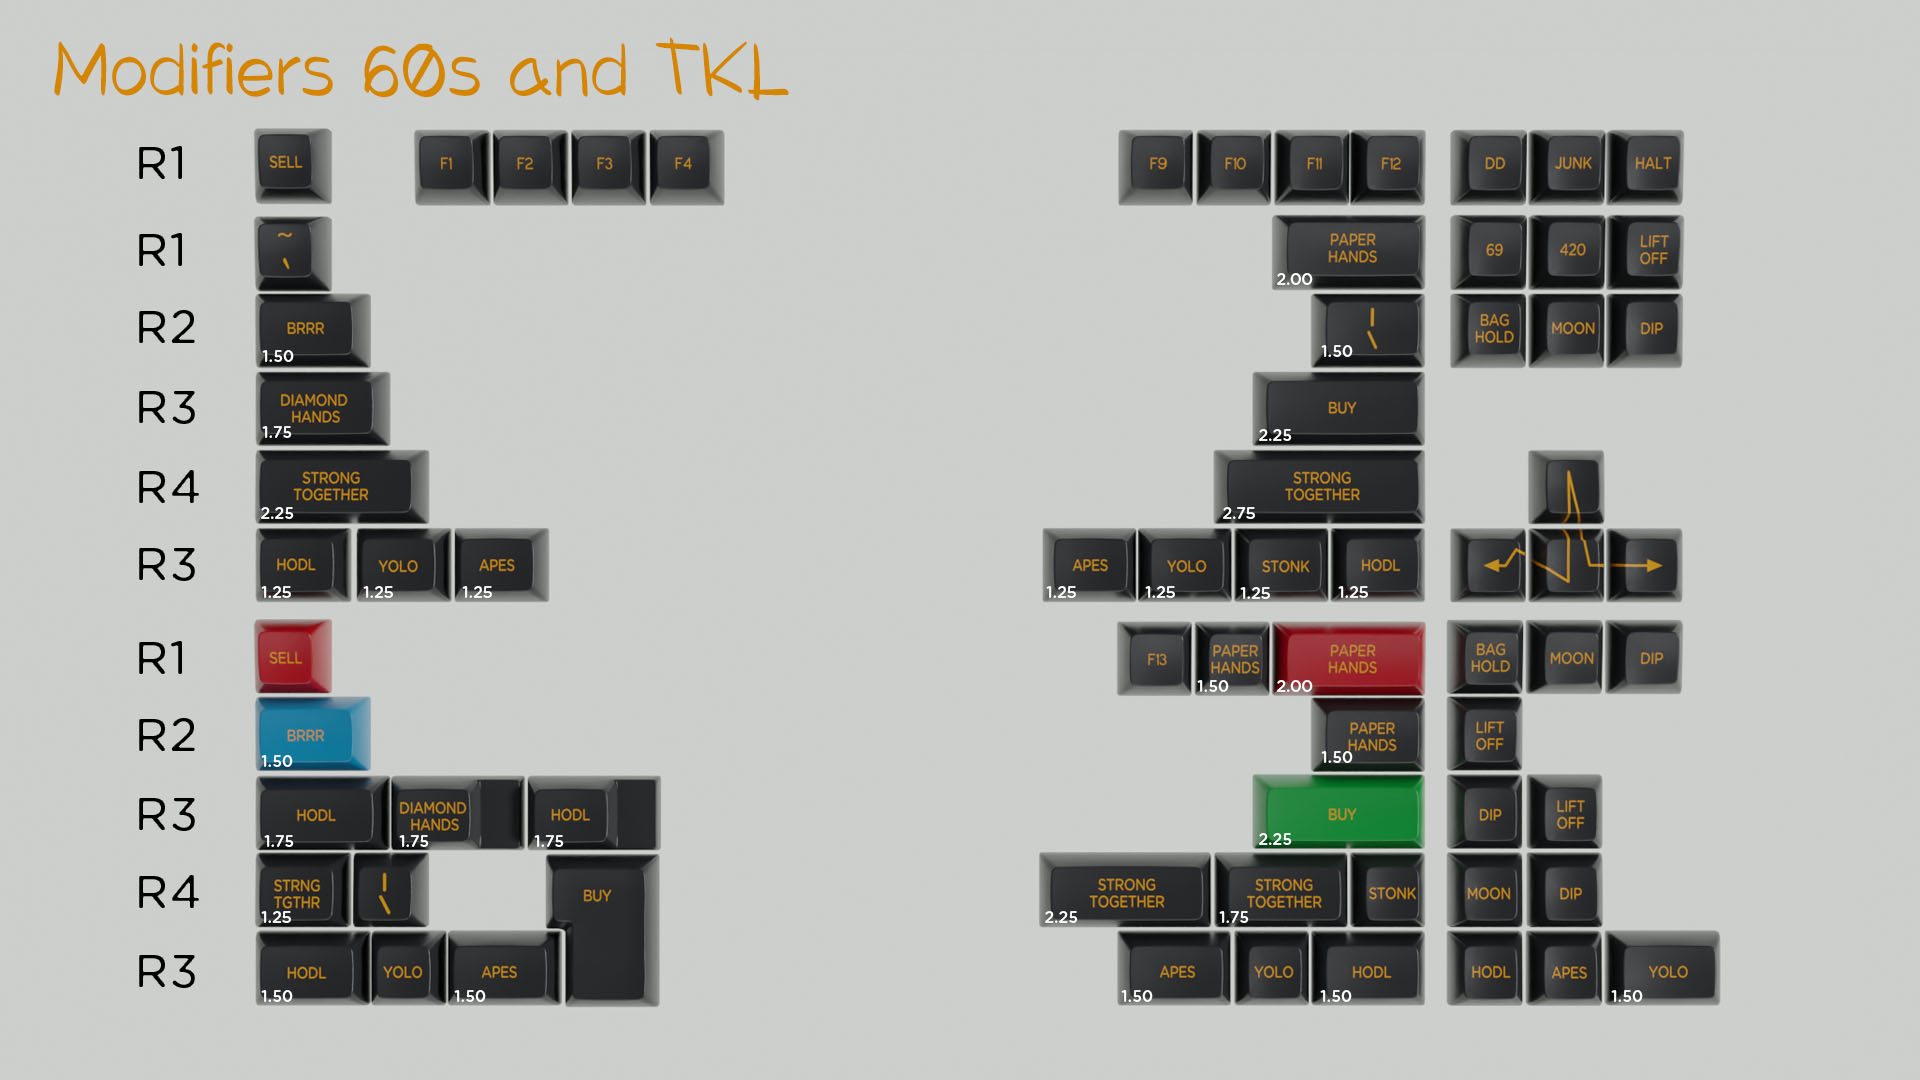 Modifiers 60s and TKL
R1
SELL
F1
F2
F3
F4
F9
F10
F11
F12
DD
JUNK
HALT
R1
~
`
PAPER
HANDS
2.00
69
420
LIFT
OFF
R2
BRRR
1.50
|
\
1.50
BAG
HOLD
MOON
DIP
R3
DIAMOND
HANDS
1.75
BUY
2.25
R4
STRONG
TOGETHER
2.25
STRONG
TOGETHER
2.75
R3
HODL
1.25
YOLO
1.25
APES
1.25
APES
1.25
YOLO
1.25
STONK
1.25
HODL
1.25
R1
SELL
F13
PAPER
HANDS
1.50
PAPER
HANDS
2.00
BAG
HOLD
MOON
DIP
R2
BRRR
1.50
PAPER
HANDS
1.50
LIFT
OFF
R3
HODL
1.75
DIAMOND
HANDS
1.75
HODL
1.75
BUY
2.25
DIP
LIFT
OFF
R4
STRNG
TGTHR
1.25
|
\
BUY
STRONG
TOGETHER
2.25
STRONG
TOGETHER
1.75
STONK
MOON
DIP
R3
HODL
1.50
YOLO
APES
1.50
APES
1.50
YOLO
HODL
1.50
HODL
APES
YOLO
1.50